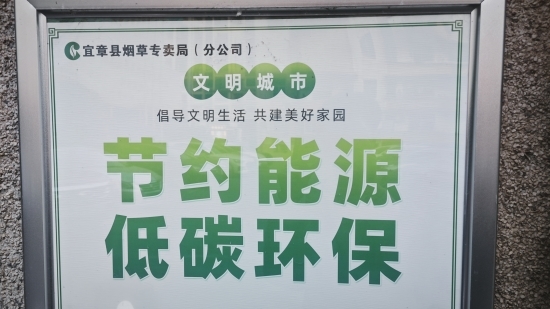 宜章县烟草专卖局（分公司）
文明城市
倡导文明生活 共建美好家园
节约能源
低碳环保